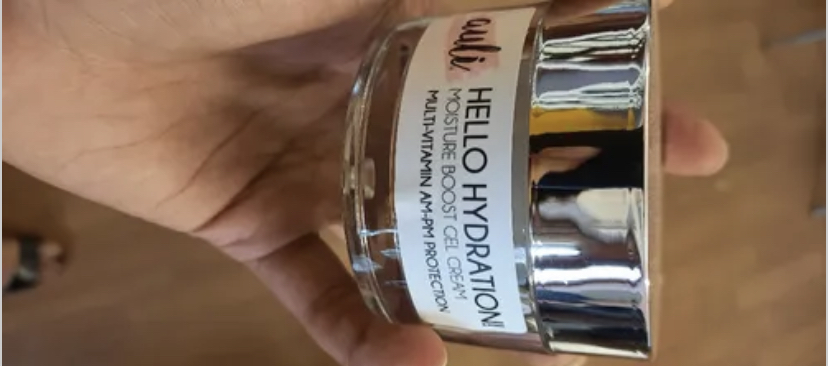 auli
HELLO HYDRATION!
MOISTURE BOOST GEL CREAM
MULTI-VITAMIN AM-PM PROTECTION